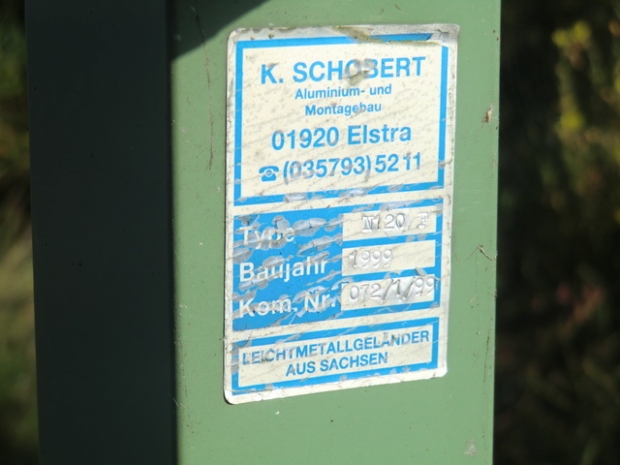 K. SCHOBERT
Aluminium- und
Montagebau
01920 Elstra
☎ (035793) 52 11
Type
Baujahr 1999
Kom. Nr. 072/1/99
LEICHTMETALLGELÄNDER
AUS SACHSEN